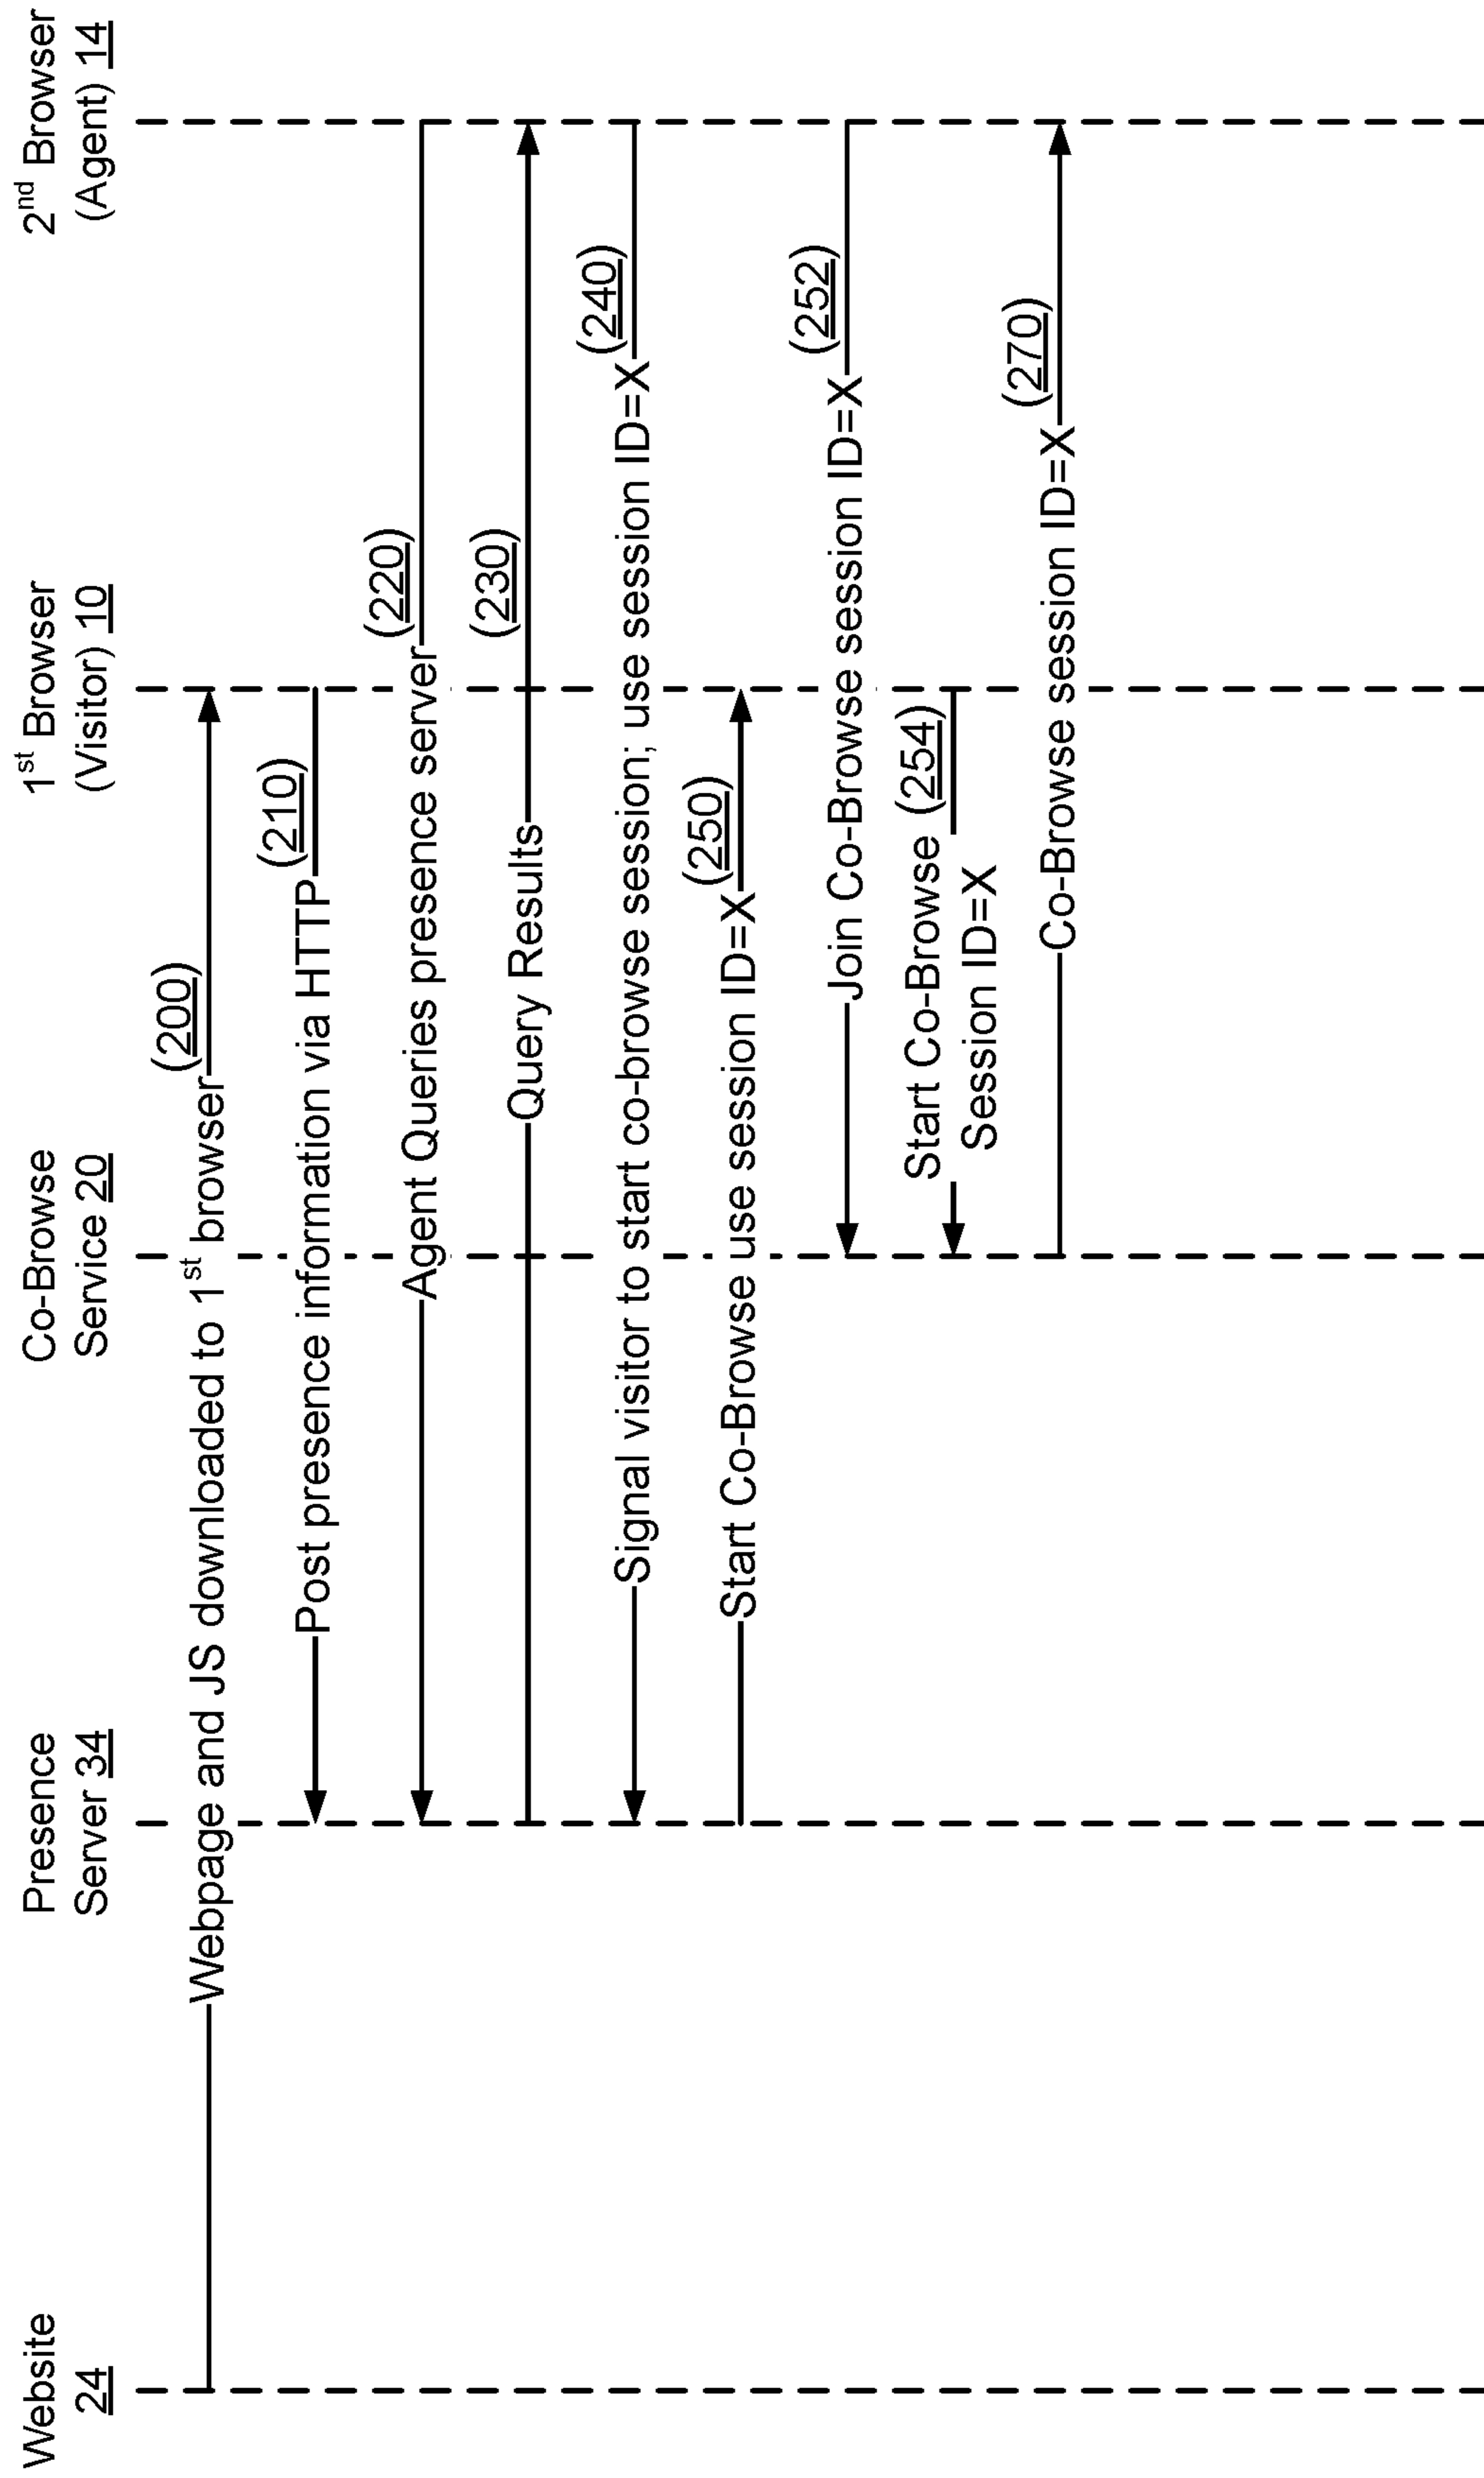 Website
24
Presence
Server 34
Co-Browse
Service 20
1st Browser
(Visitor) 10
2nd Browser
(Agent) 14
Webpage and JS downloaded to 1st browser (200)
Post presence information via HTTP (210)
Agent Queries presence server (220)
Query Results (230)
Signal visitor to start co-browse session; use session ID=X (240)
Start Co-Browse use session ID=X (250)
Join Co-Browse session ID=X (252)
Start Co-Browse (254)
Session ID=X
Co-Browse session ID=X (270)